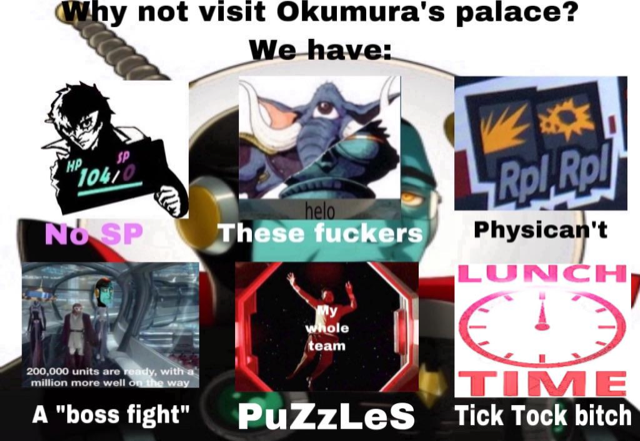 Why not visit Okumura's palace?
We have:
HP
104/0
SP
No SP
helo
These fuckers
Rpl Rpl
Physican't
200,000 units are ready, with a
million more well on the way
A "boss fight"
My
whole
team
PuZzLeS
LUNCH
TIME
Tick Tock bitch